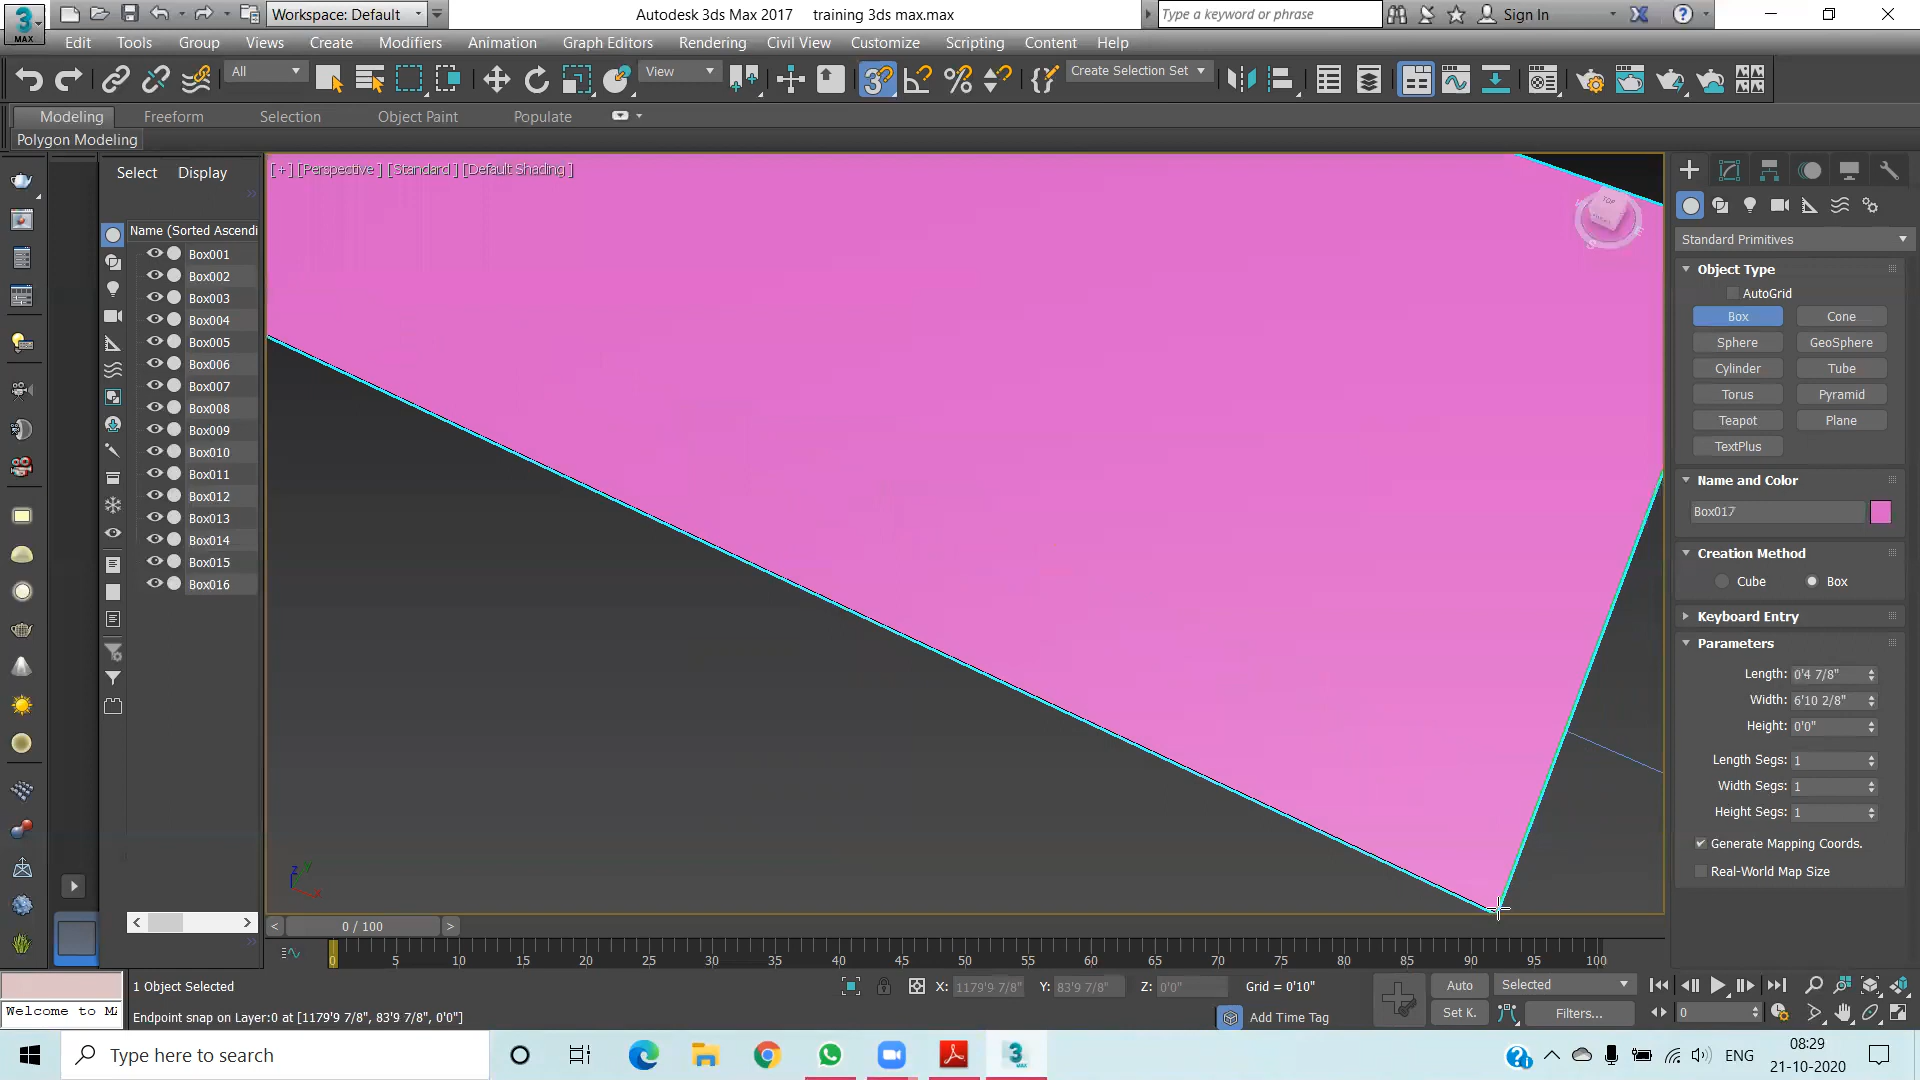 Workspace: Default
Autodesk 3ds Max 2017 training 3ds max.max
Type a keyword or phrase
Sign In
3
MAX
Edit Tools Group Views Create Modifiers Animation Graph Editors Rendering Civil View Customize Scripting Content Help
All
View
Create Selection Set
Modeling Freeform Selection Object Paint Populate
Polygon Modeling
Select Display
Name (Sorted Ascendi
Box001
Box002
Box003
Box004
Box005
Box006
Box007
Box008
Box009
Box010
Box011
Box012
Box013
Box014
Box015
Box016
[+] [Perspective] [Standard] [Default Shading]
TOP
z y x
Standard Primitives
Object Type
AutoGrid
Box Cone
Sphere GeoSphere
Cylinder Tube
Torus Pyramid
Teapot Plane
TextPlus
Name and Color
Box017
Creation Method
Cube Box
Keyboard Entry
Parameters
Length: 0'4 7/8"
Width: 6'10 2/8"
Height: 0'0"
Length Segs: 1
Width Segs: 1
Height Segs: 1
Generate Mapping Coords.
Real-World Map Size
< 0 / 100 >
0 5 10 15 20 25 30 35 40 45 50 55 60 65 70 75 80 85 90 95 100
1 Object Selected
X: 1179'9 7/8" Y: 83'9 7/8" Z: 0'0" Grid = 0'10"
Auto Selected
Welcome to MA
Endpoint snap on Layer:0 at [1179'9 7/8", 83'9 7/8", 0'0"]
Add Time Tag
Set K. Filters... 0
Type here to search
ENG
08:29
21-10-2020